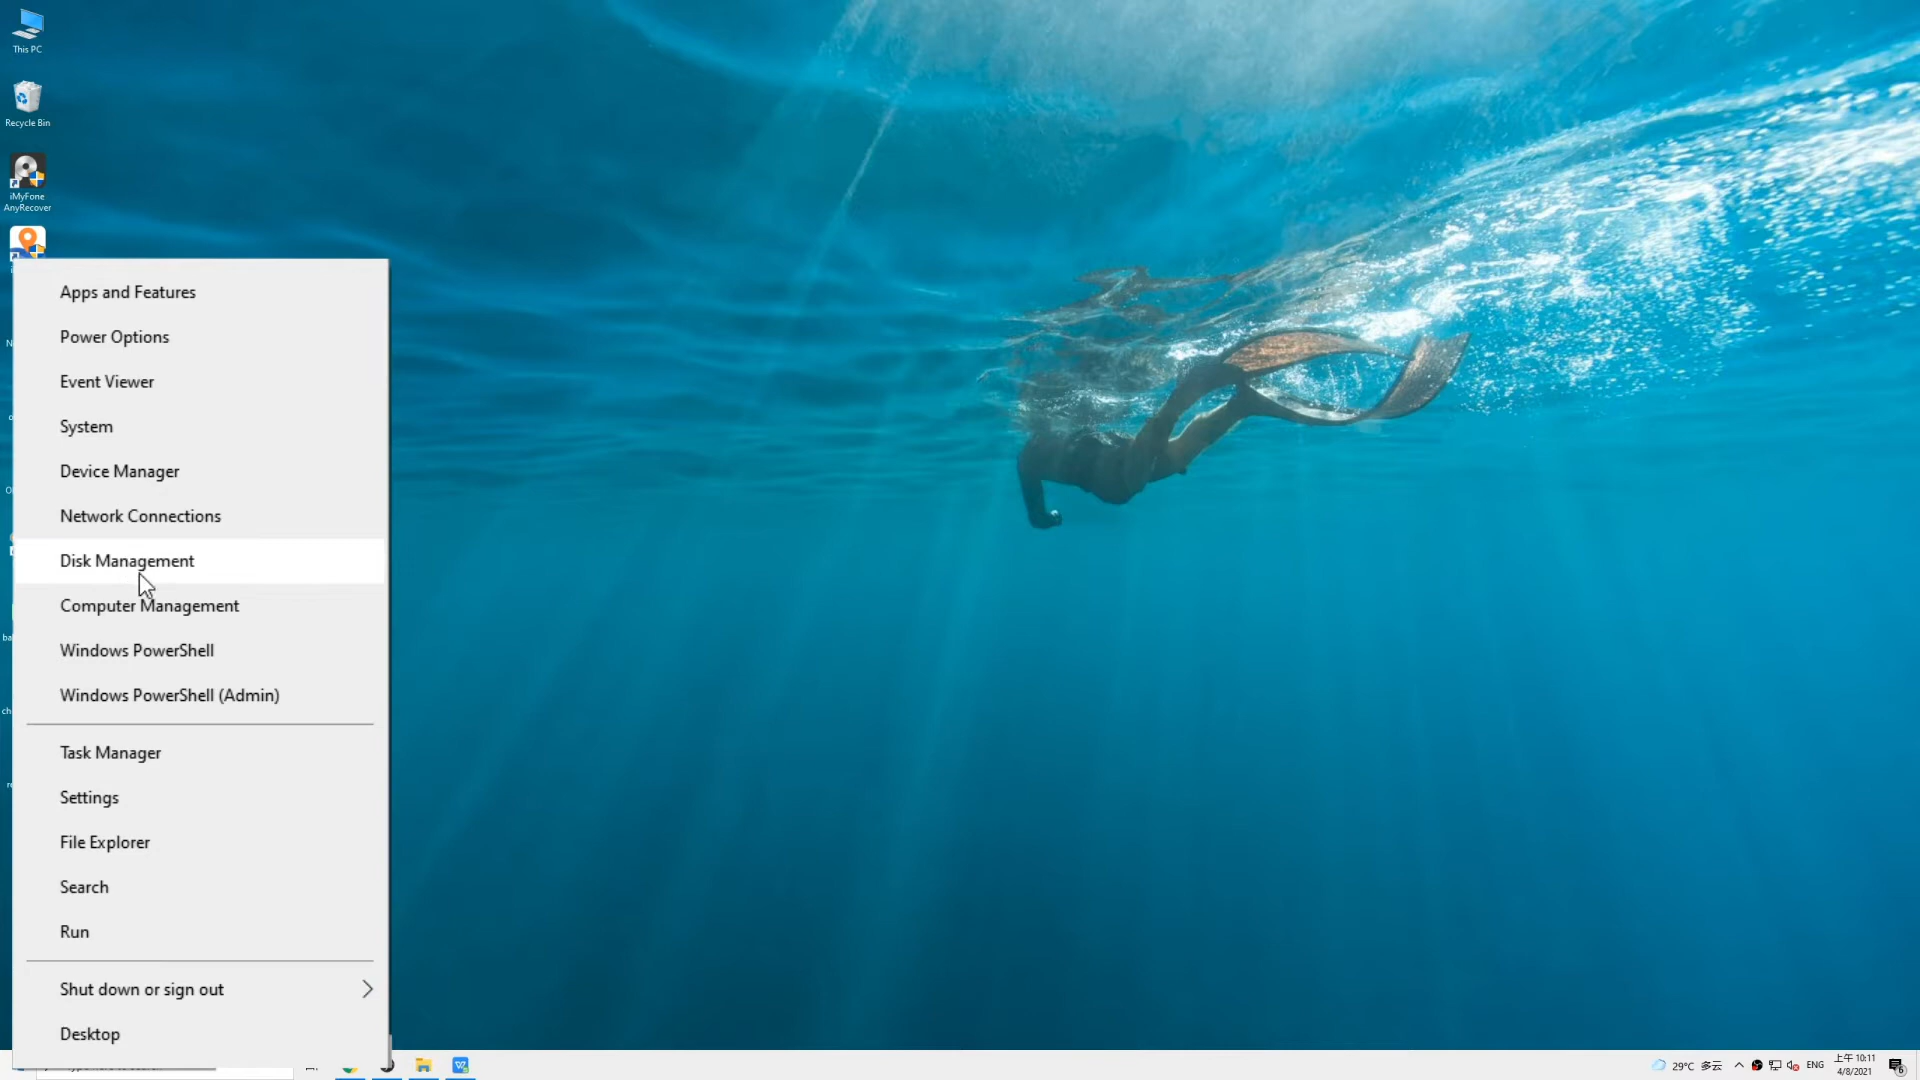 This PC
Recycle Bin
iMyFone
AnyRecover
Apps and Features
Power Options
Event Viewer
System
Device Manager
Network Connections
Disk Management
Computer Management
Windows PowerShell
Windows PowerShell (Admin)
Task Manager
Settings
File Explorer
Search
Run
Shut down or sign out
Desktop
29°C 多云
ENG
上午 10:11
4/8/2021
6